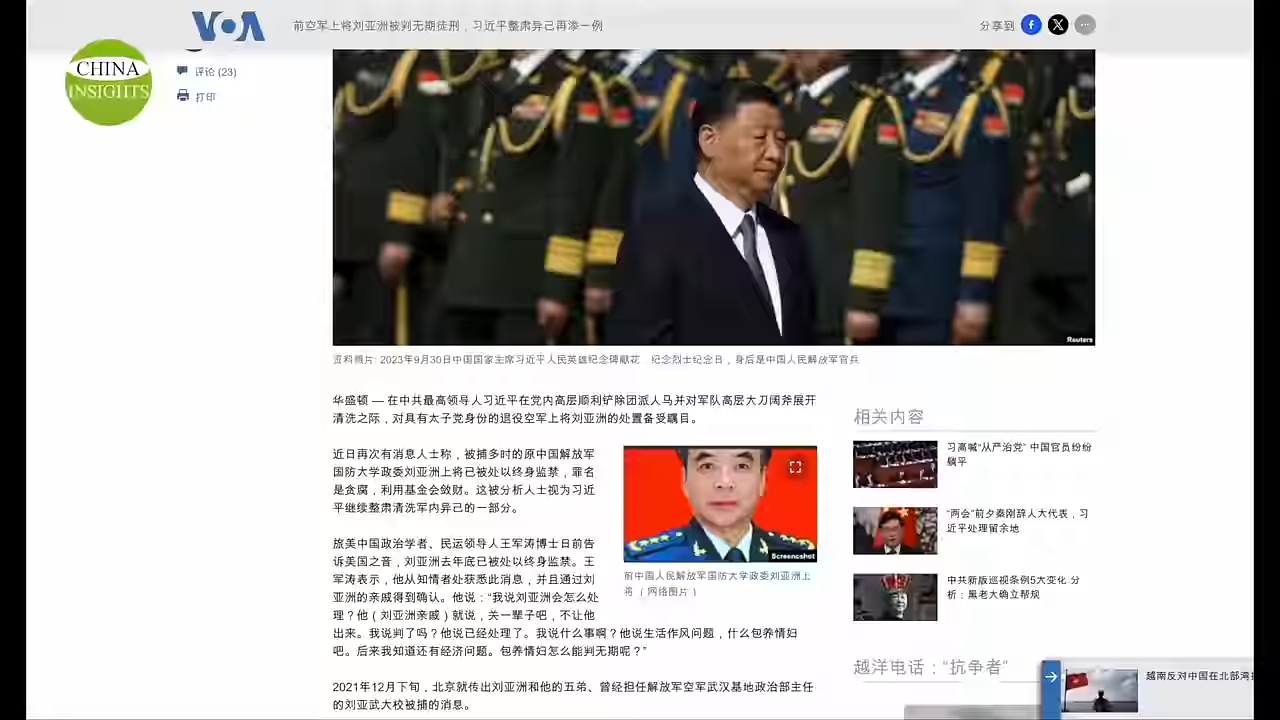 VOA
前空军上将刘亚洲被判无期徒刑，习近平整肃异己再添一例
分享到
CHINA
INSIGHTS
评论 (23)
打印
Reuters
资料照片: 2023年9月30日中国国家主席习近平人民英雄纪念碑献花 纪念烈士纪念日，身后是中国人民解放军官兵
华盛顿 — 在中共最高领导人习近平在党内高层顺利铲除团派人马并对军队高层大刀阔斧展开
清洗之际，对具有太子党身份的退役空军上将刘亚洲的处置备受瞩目。
近日再次有消息人士称，被捕多时的原中国解放军
国防大学政委刘亚洲上将已被处以终身监禁，罪名
是贪腐，利用基金会敛财。这被分析人士视为习近
平继续整肃清洗军内异己的一部分。
Screenshot
前中国人民解放军国防大学政委刘亚洲上
将 （网络图片）
旅美中国政治学者、民运领导人王军涛博士日前告
诉美国之音，刘亚洲去年底已被处以终身监禁。王
军涛表示，他从知情者处获悉此消息，并且通过刘
亚洲的亲戚得到确认。他说："我说刘亚洲会怎么处
理？他（刘亚洲亲戚）就说，关一辈子吧，不让他
出来。我说判了吗？他说已经处理了。我说什么事啊？他说生活作风问题，什么包养情妇
吧。后来我知道还有经济问题。包养情妇怎么能判无期呢？"
2021年12月下旬，北京就传出刘亚洲和他的五弟、曾经担任解放军空军武汉基地政治部主任
的刘亚武大校被捕的消息。
相关内容
习高喊"从严治党" 中国官员纷纷
躺平
"两会"前夕秦刚辞人大代表，习
近平处理留余地
中共新版巡视条例5大变化 分
析：黑老大确立帮规
越洋电话："抗争者"
越南反对中国在北部湾